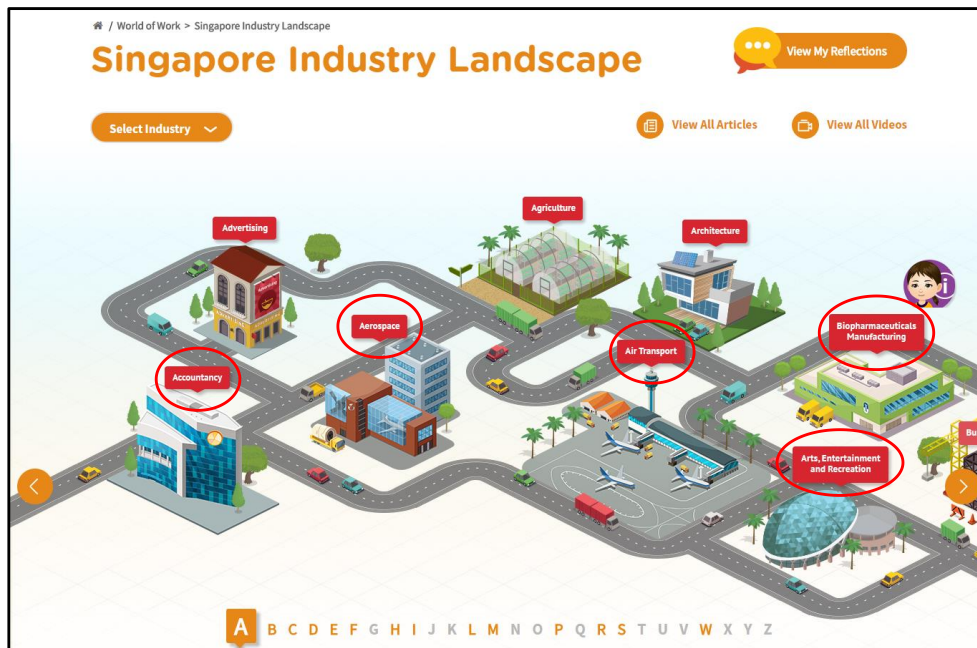 / World of Work > Singapore Industry Landscape
Singapore Industry Landscape
View My Reflections
Select Industry
View All Articles
View All Videos
Agriculture
Advertising
Architecture
Aerospace
Biopharmaceuticals
Manufacturing
Air Transport
Accountancy
Arts, Entertainment
and Recreation
A B C D E F G H I J K L M N O P Q R S T U V W X Y Z